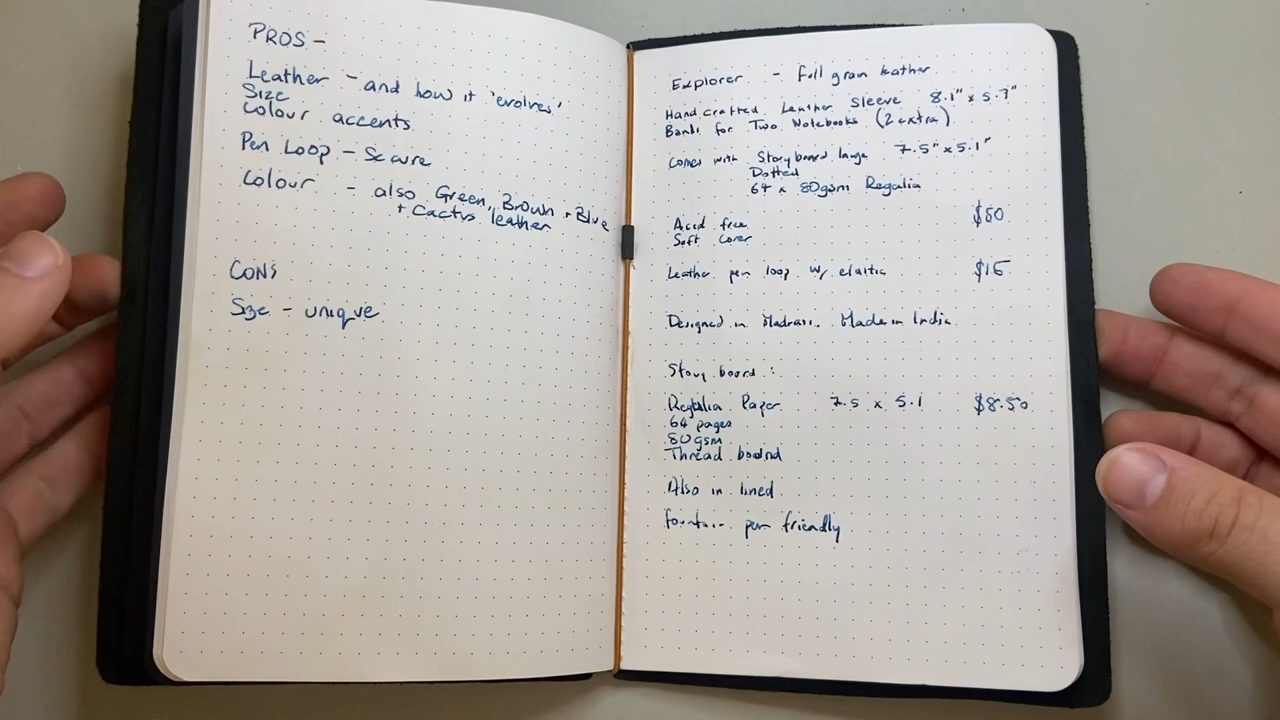 PROS -
Leather - and how it 'evolves'
Size
Colour accents
Pen Loop - Secure
Colour - also Green, Brown + Blue
+ Cactus leather
CONS
Size - unique
Explorer - Full grain leather
Handcrafted Leather Sleeve 8.1" x 5.7"
Bands for Two Notebooks (2 extra)
Comes with Storyboard large 7.5" x 5.1"
Dotted
64 x 80gsm Regalia
$50
Acid free
Soft cover
Leather pen loop w/ elastic $15
Designed in Madras. Made in India
Story board :
Regalia Paper 7.5 x 5.1 $8.50
64 pages
80gsm
Thread bound
Also in lined
Fountain pen friendly